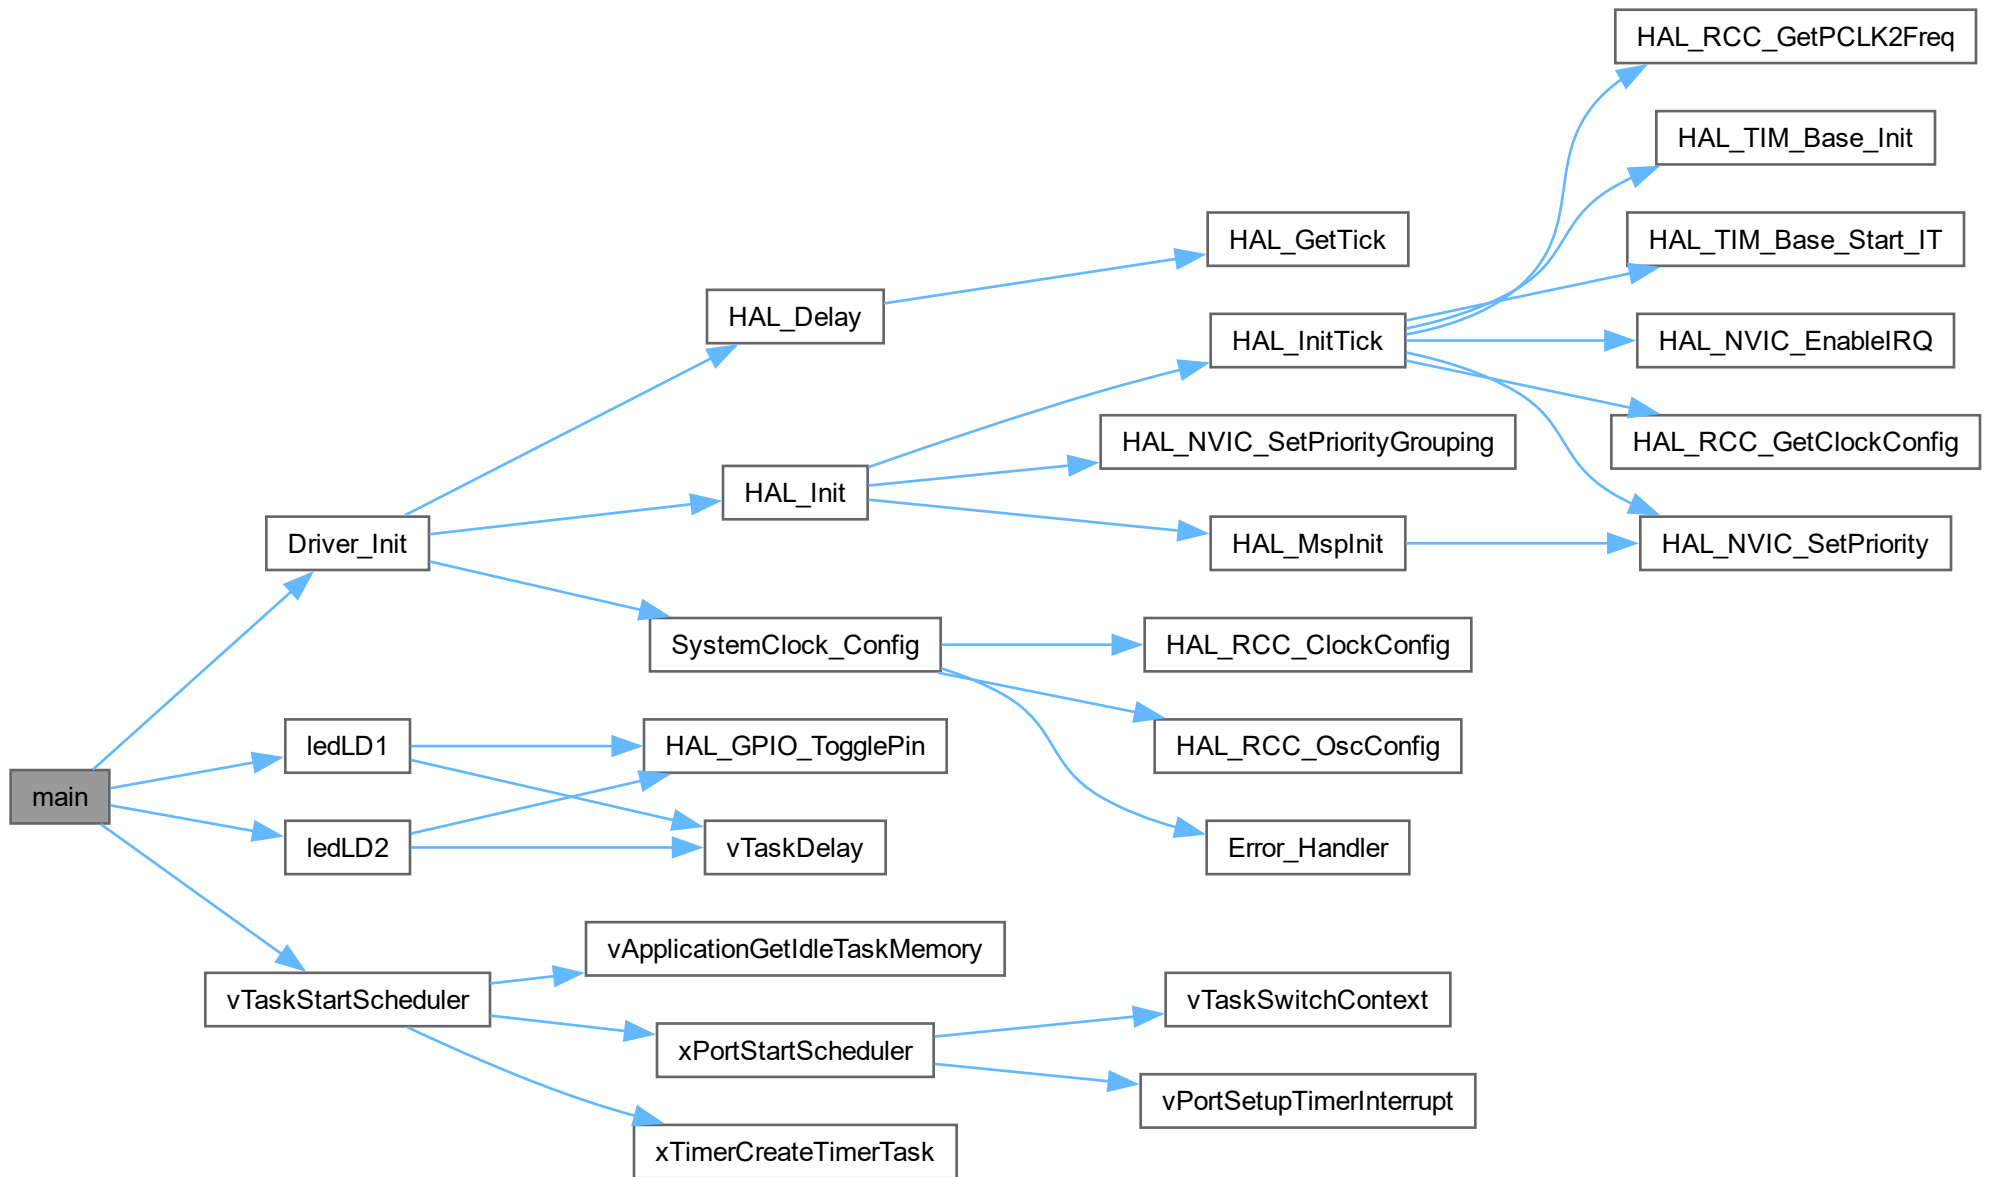 HAL_RCC_GetPCLK2Freq
HAL_TIM_Base_Init
HAL_GetTick
HAL_TIM_Base_Start_IT
HAL_Delay
HAL_InitTick
HAL_NVIC_EnableIRQ
HAL_NVIC_SetPriorityGrouping
HAL_RCC_GetClockConfig
HAL_Init
Driver_Init
HAL_MspInit
HAL_NVIC_SetPriority
SystemClock_Config
HAL_RCC_ClockConfig
ledLD1
HAL_GPIO_TogglePin
HAL_RCC_OscConfig
main
ledLD2
vTaskDelay
Error_Handler
vApplicationGetIdleTaskMemory
vTaskStartScheduler
vTaskSwitchContext
xPortStartScheduler
vPortSetupTimerInterrupt
xTimerCreateTimerTask